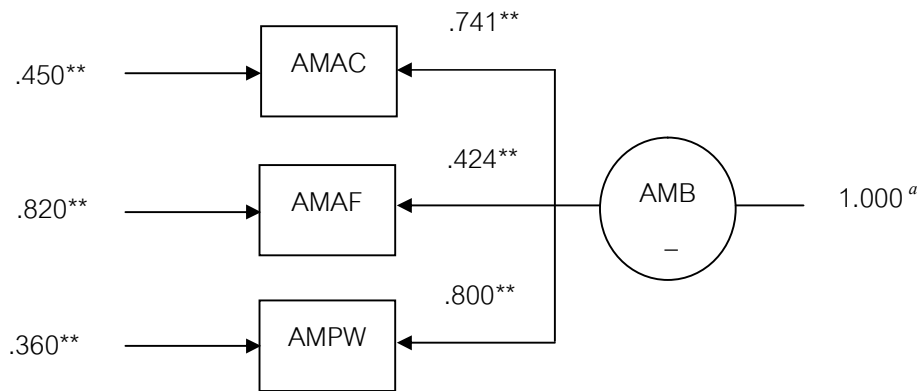 .741**
.450** AMAC
.424**
.820** AMAF AMB 1.000 a
_
.800**
.360** AMPW